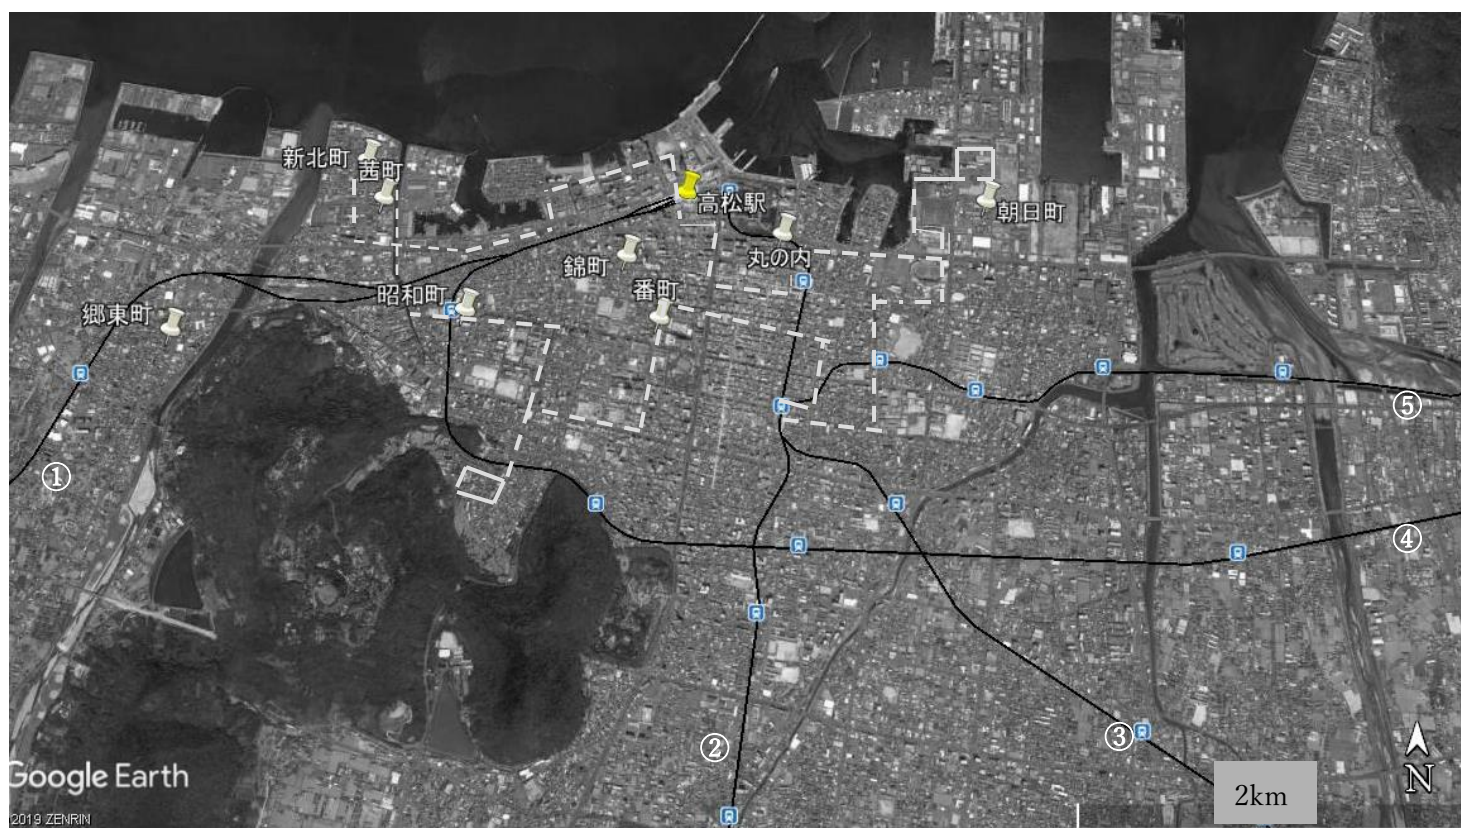 新北町
茜町
高松駅
朝日町
丸の内
錦町
番町
昭和町
郷東町
⑤
①
④
②
③
N
Google Earth
2km
2019 ZENRIN